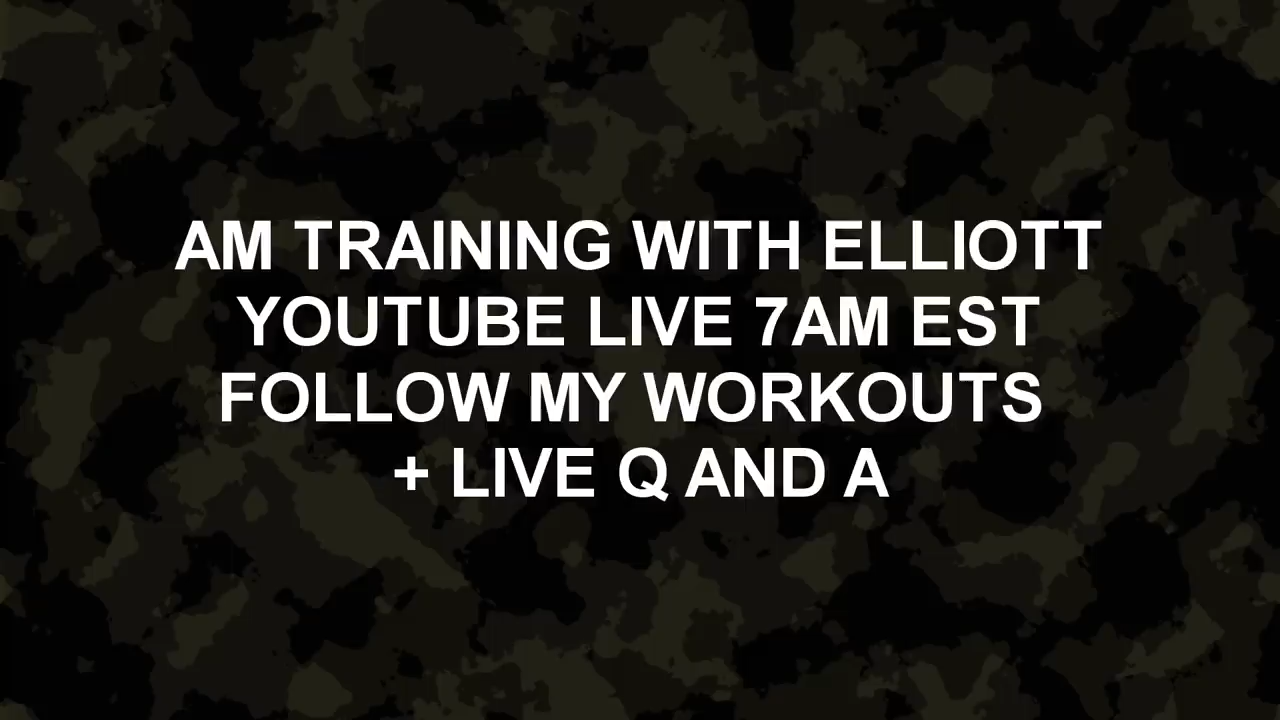 AM TRAINING WITH ELLIOTT
YOUTUBE LIVE 7AM EST
FOLLOW MY WORKOUTS
+ LIVE Q AND A